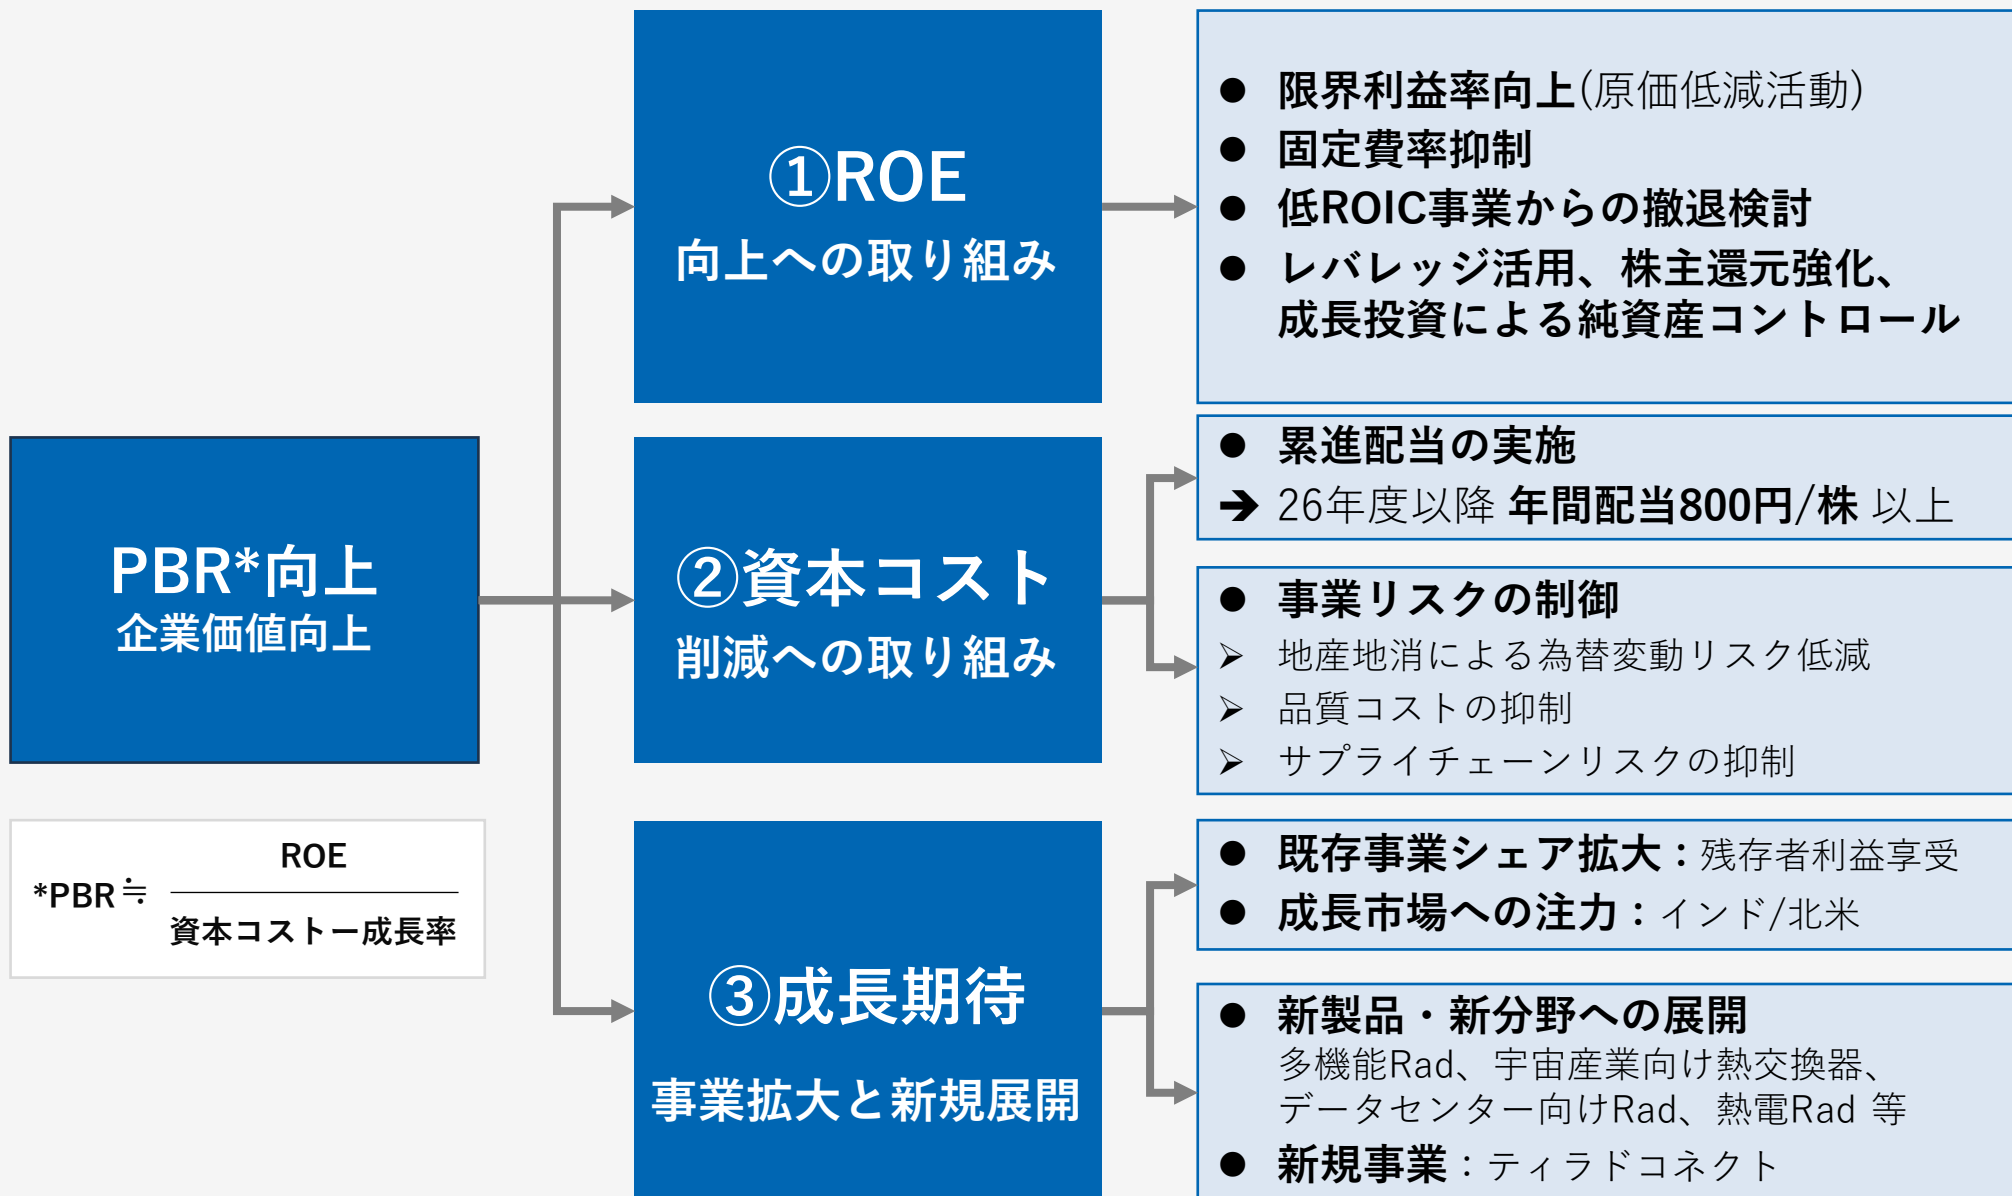 PBR*向上
企業価値向上
*PBR≒
ROE
資本コストー成長率
①ROE
向上への取り組み
● 限界利益率向上(原価低減活動)
● 固定費率抑制
● 低ROIC事業からの撤退検討
● レバレッジ活用、株主還元強化、
成長投資による純資産コントロール
②資本コスト
削減への取り組み
● 累進配当の実施
➔ 26年度以降 年間配当800円/株 以上
● 事業リスクの制御
➢ 地産地消による為替変動リスク低減
➢ 品質コストの抑制
➢ サプライチェーンリスクの抑制
③成長期待
事業拡大と新規展開
● 既存事業シェア拡大：残存者利益享受
● 成長市場への注力：インド/北米
● 新製品・新分野への展開
多機能Rad、宇宙産業向け熱交換器、
データセンター向けRad、熱電Rad 等
● 新規事業：ティラドコネクト